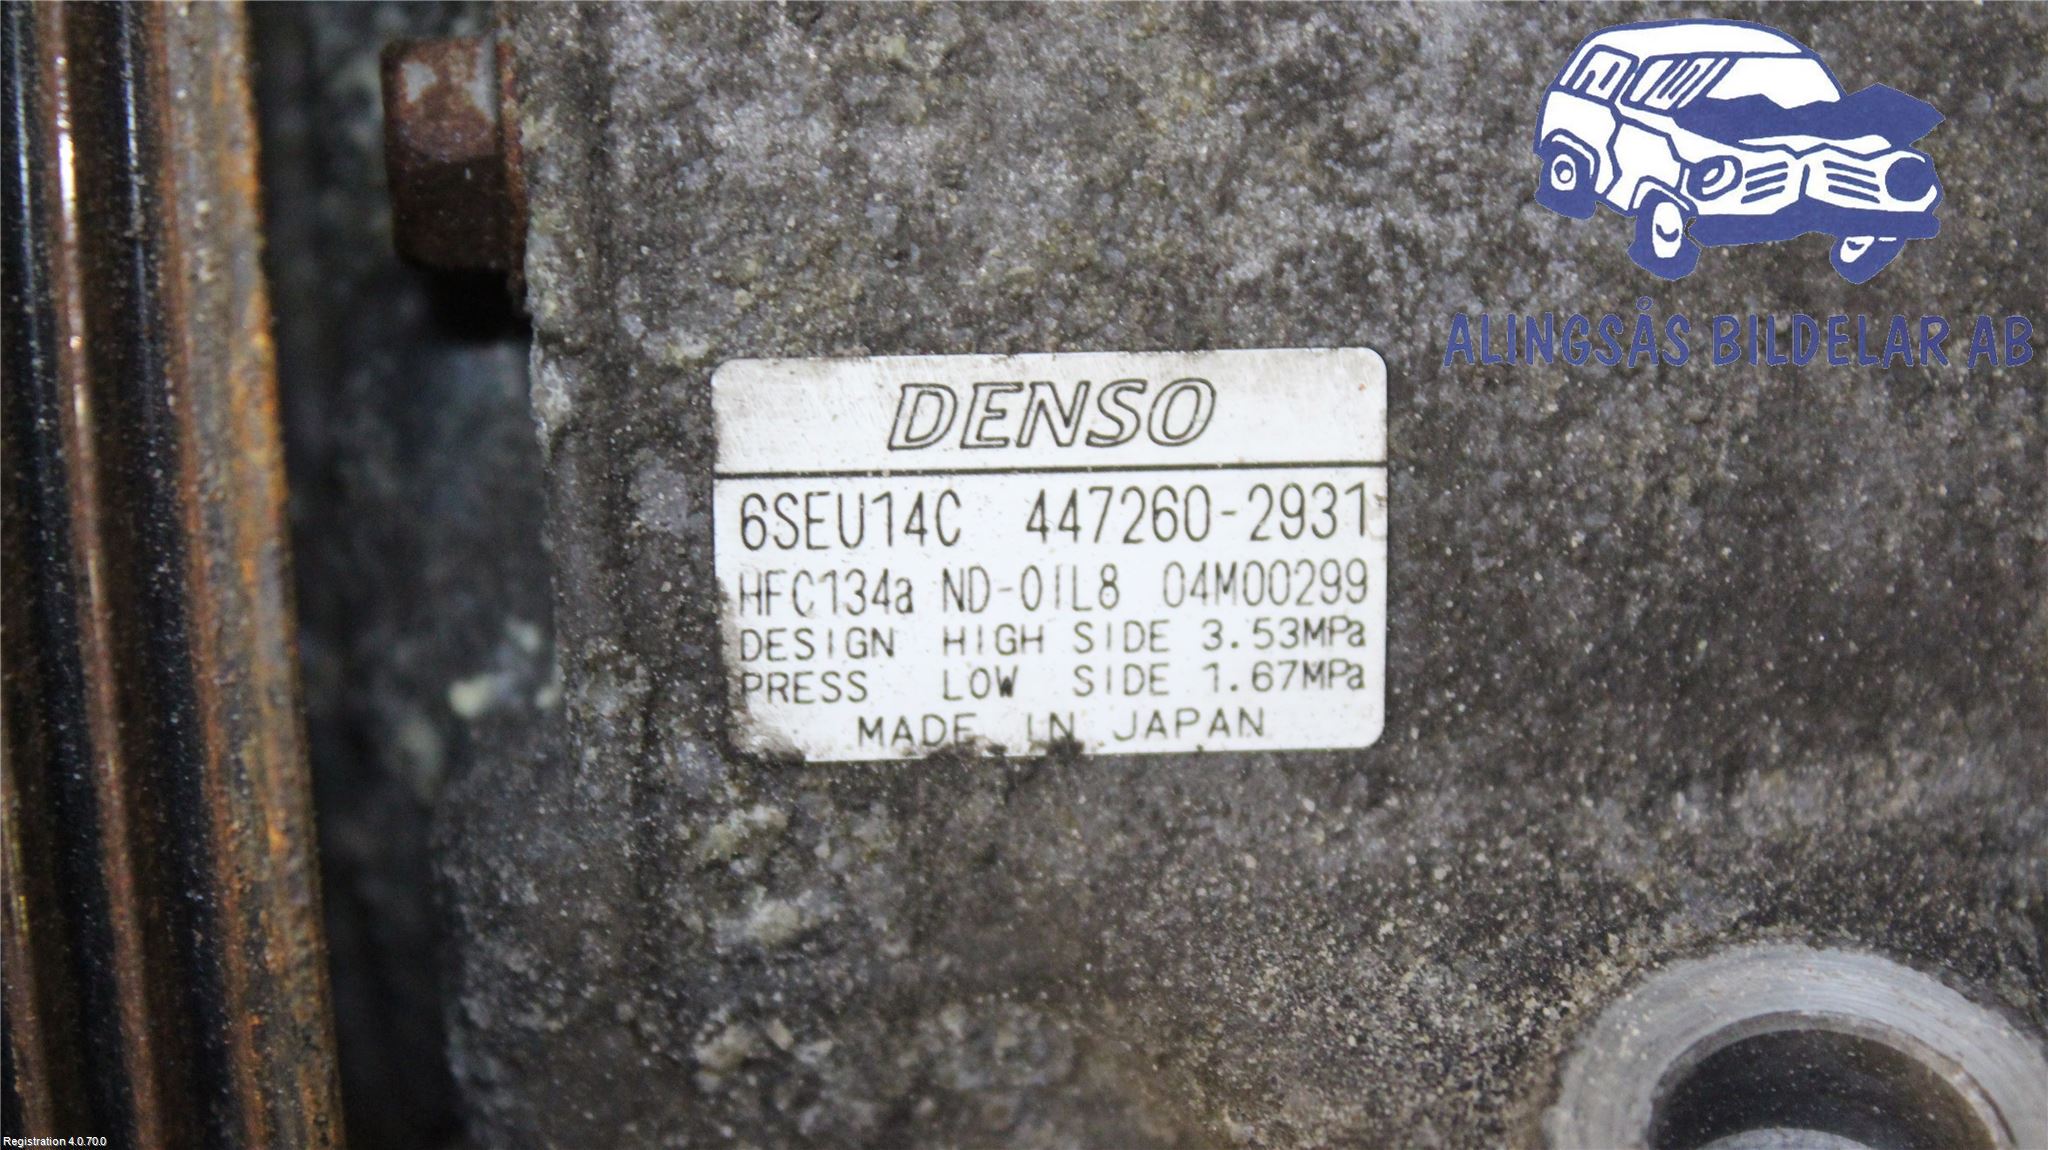 ALINGSÅS BILDELAR AB
DENSO
6SEU14C 447260-2931
HFC134a ND-OIL8 04M00299
DESIGN HIGH SIDE 3.53MPa
PRESS LOW SIDE 1.67MPa
MADE IN JAPAN
Registration 4.0.70.0